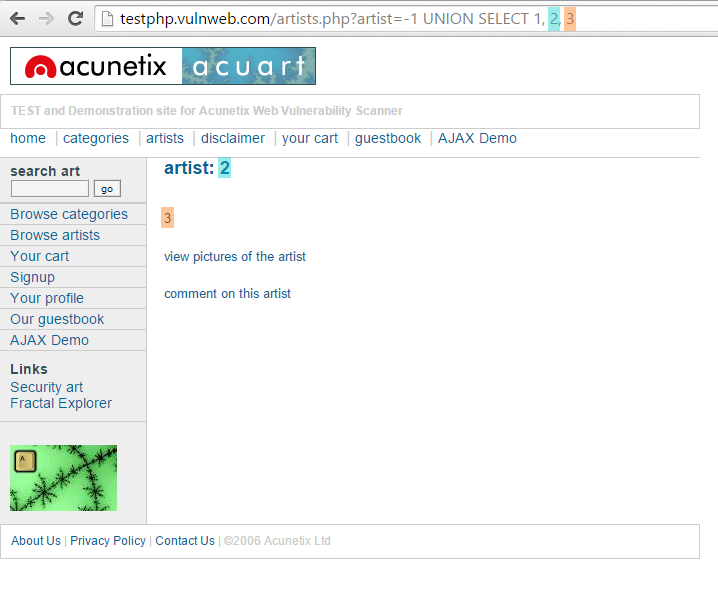 testphp.vulnweb.com/artists.php?artist=-1 UNION SELECT 1, 2, 3
acunetix acuart
TEST and Demonstration site for Acunetix Web Vulnerability Scanner
home | categories | artists | disclaimer | your cart | guestbook | AJAX Demo
search art
go
Browse categories
Browse artists
Your cart
Signup
Your profile
Our guestbook
AJAX Demo
Links
Security art
Fractal Explorer
A
artist: 2
3
view pictures of the artist
comment on this artist
About Us | Privacy Policy | Contact Us | ©2006 Acunetix Ltd